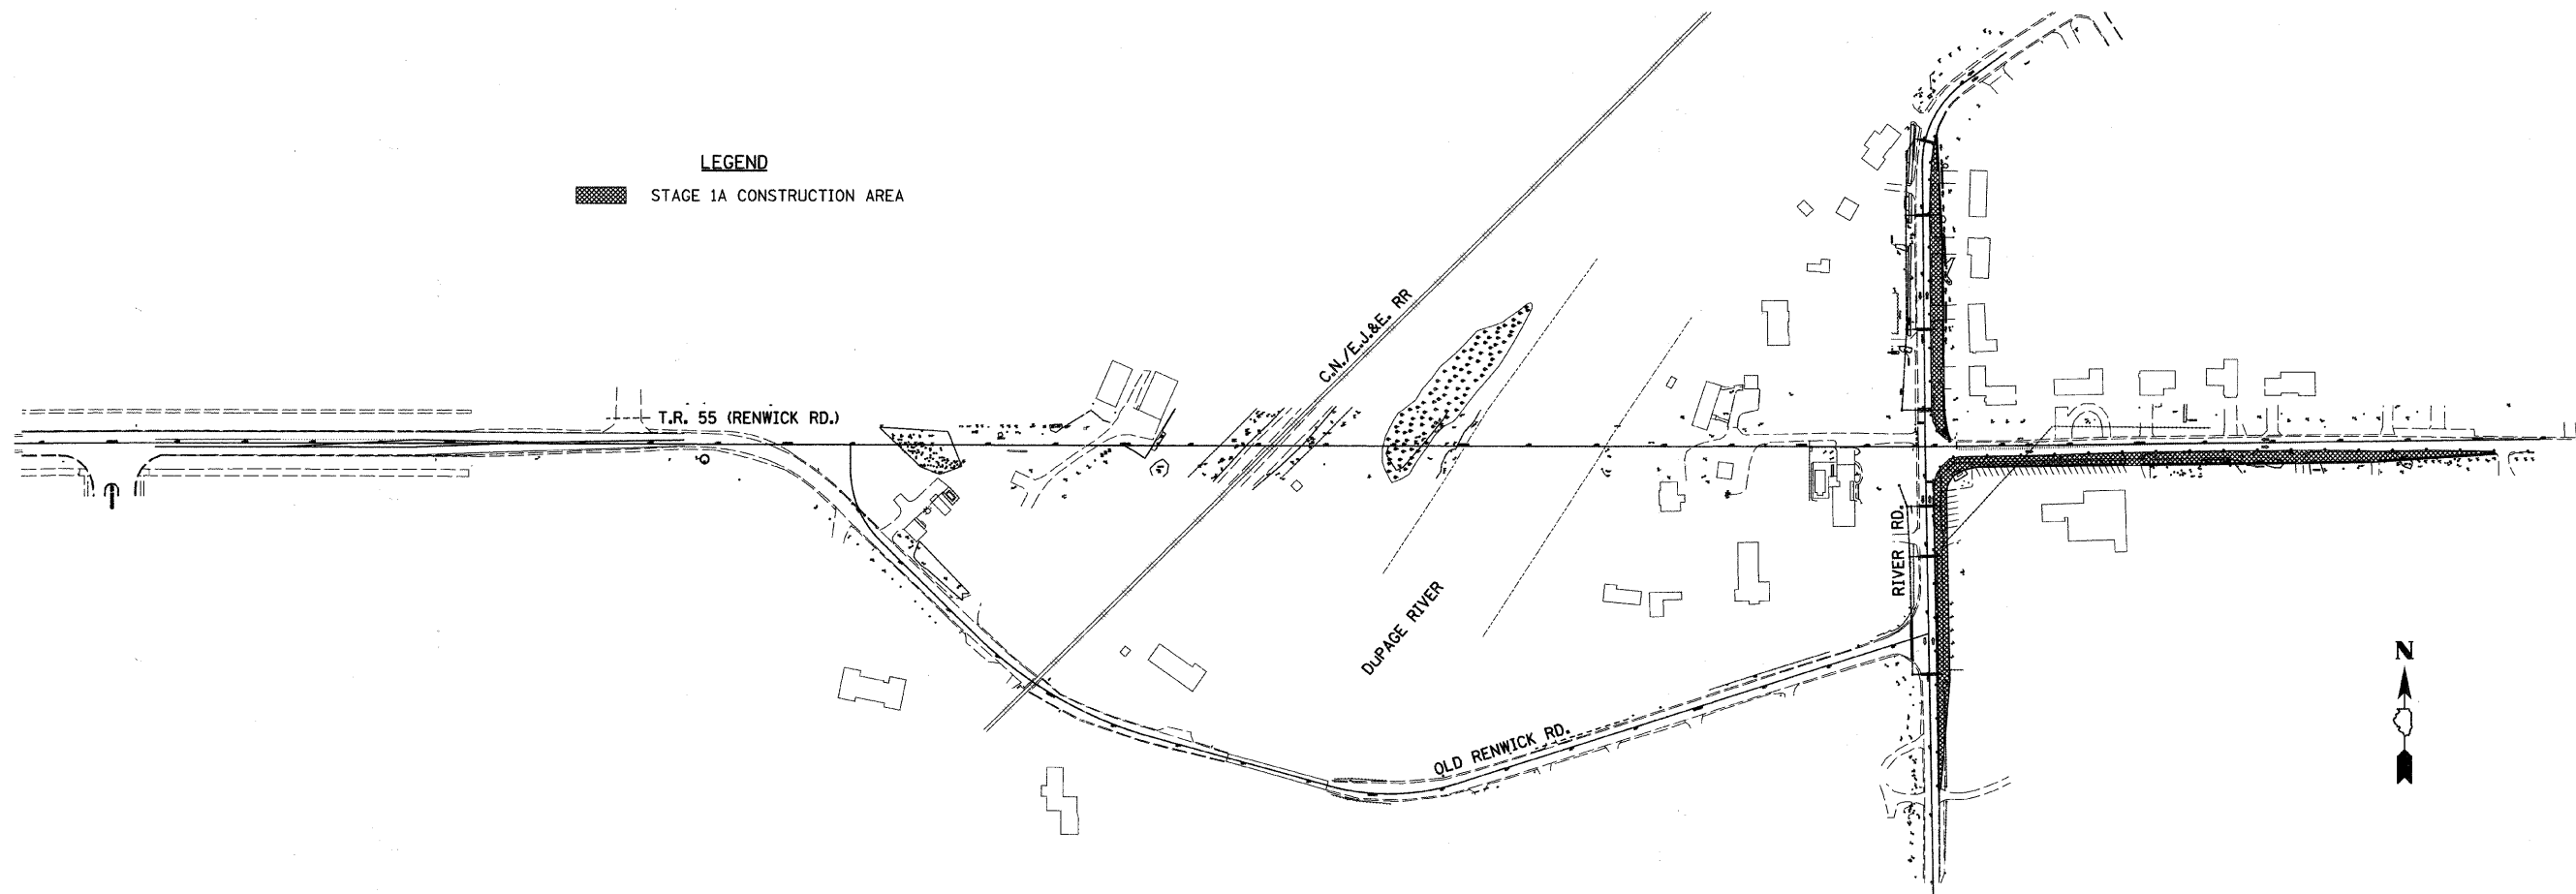 LEGEND
STAGE 1A CONSTRUCTION AREA
C.N./E.J.&E. RR
T.R. 55 (RENWICK RD.)
RIVER RD.
DuPAGE RIVER
OLD RENWICK RD.
N